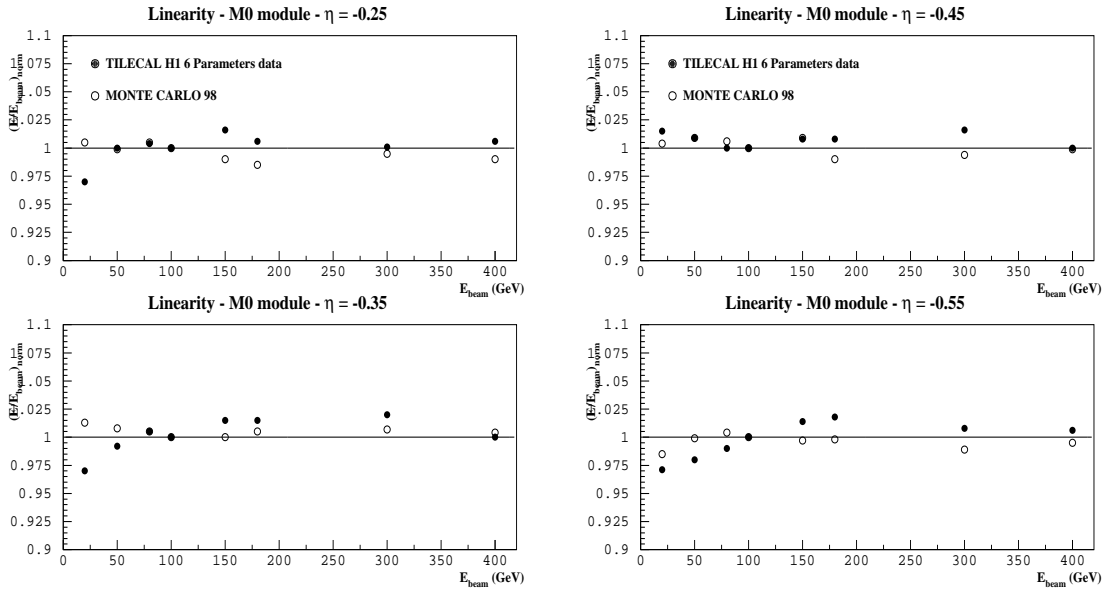 Linearity - M0 module - η = -0.25
(E/E_beam)_norm
1.1
1.075
1.05
1.025
1
0.975
0.95
0.925
0.9
TILECAL H1 6 Parameters data
MONTE CARLO 98
0 50 100 150 200 250 300 350 400
E_beam (GeV)
Linearity - M0 module - η = -0.45
(E/E_beam)_norm
1.1
1.075
1.05
1.025
1
0.975
0.95
0.925
0.9
TILECAL H1 6 Parameters data
MONTE CARLO 98
0 50 100 150 200 250 300 350 400
E_beam (GeV)
Linearity - M0 module - η = -0.35
(E/E_beam)_norm
1.1
1.075
1.05
1.025
1
0.975
0.95
0.925
0.9
0 50 100 150 200 250 300 350 400
E_beam (GeV)
Linearity - M0 module - η = -0.55
(E/E_beam)_norm
1.1
1.075
1.05
1.025
1
0.975
0.95
0.925
0.9
0 50 100 150 200 250 300 350 400
E_beam (GeV)